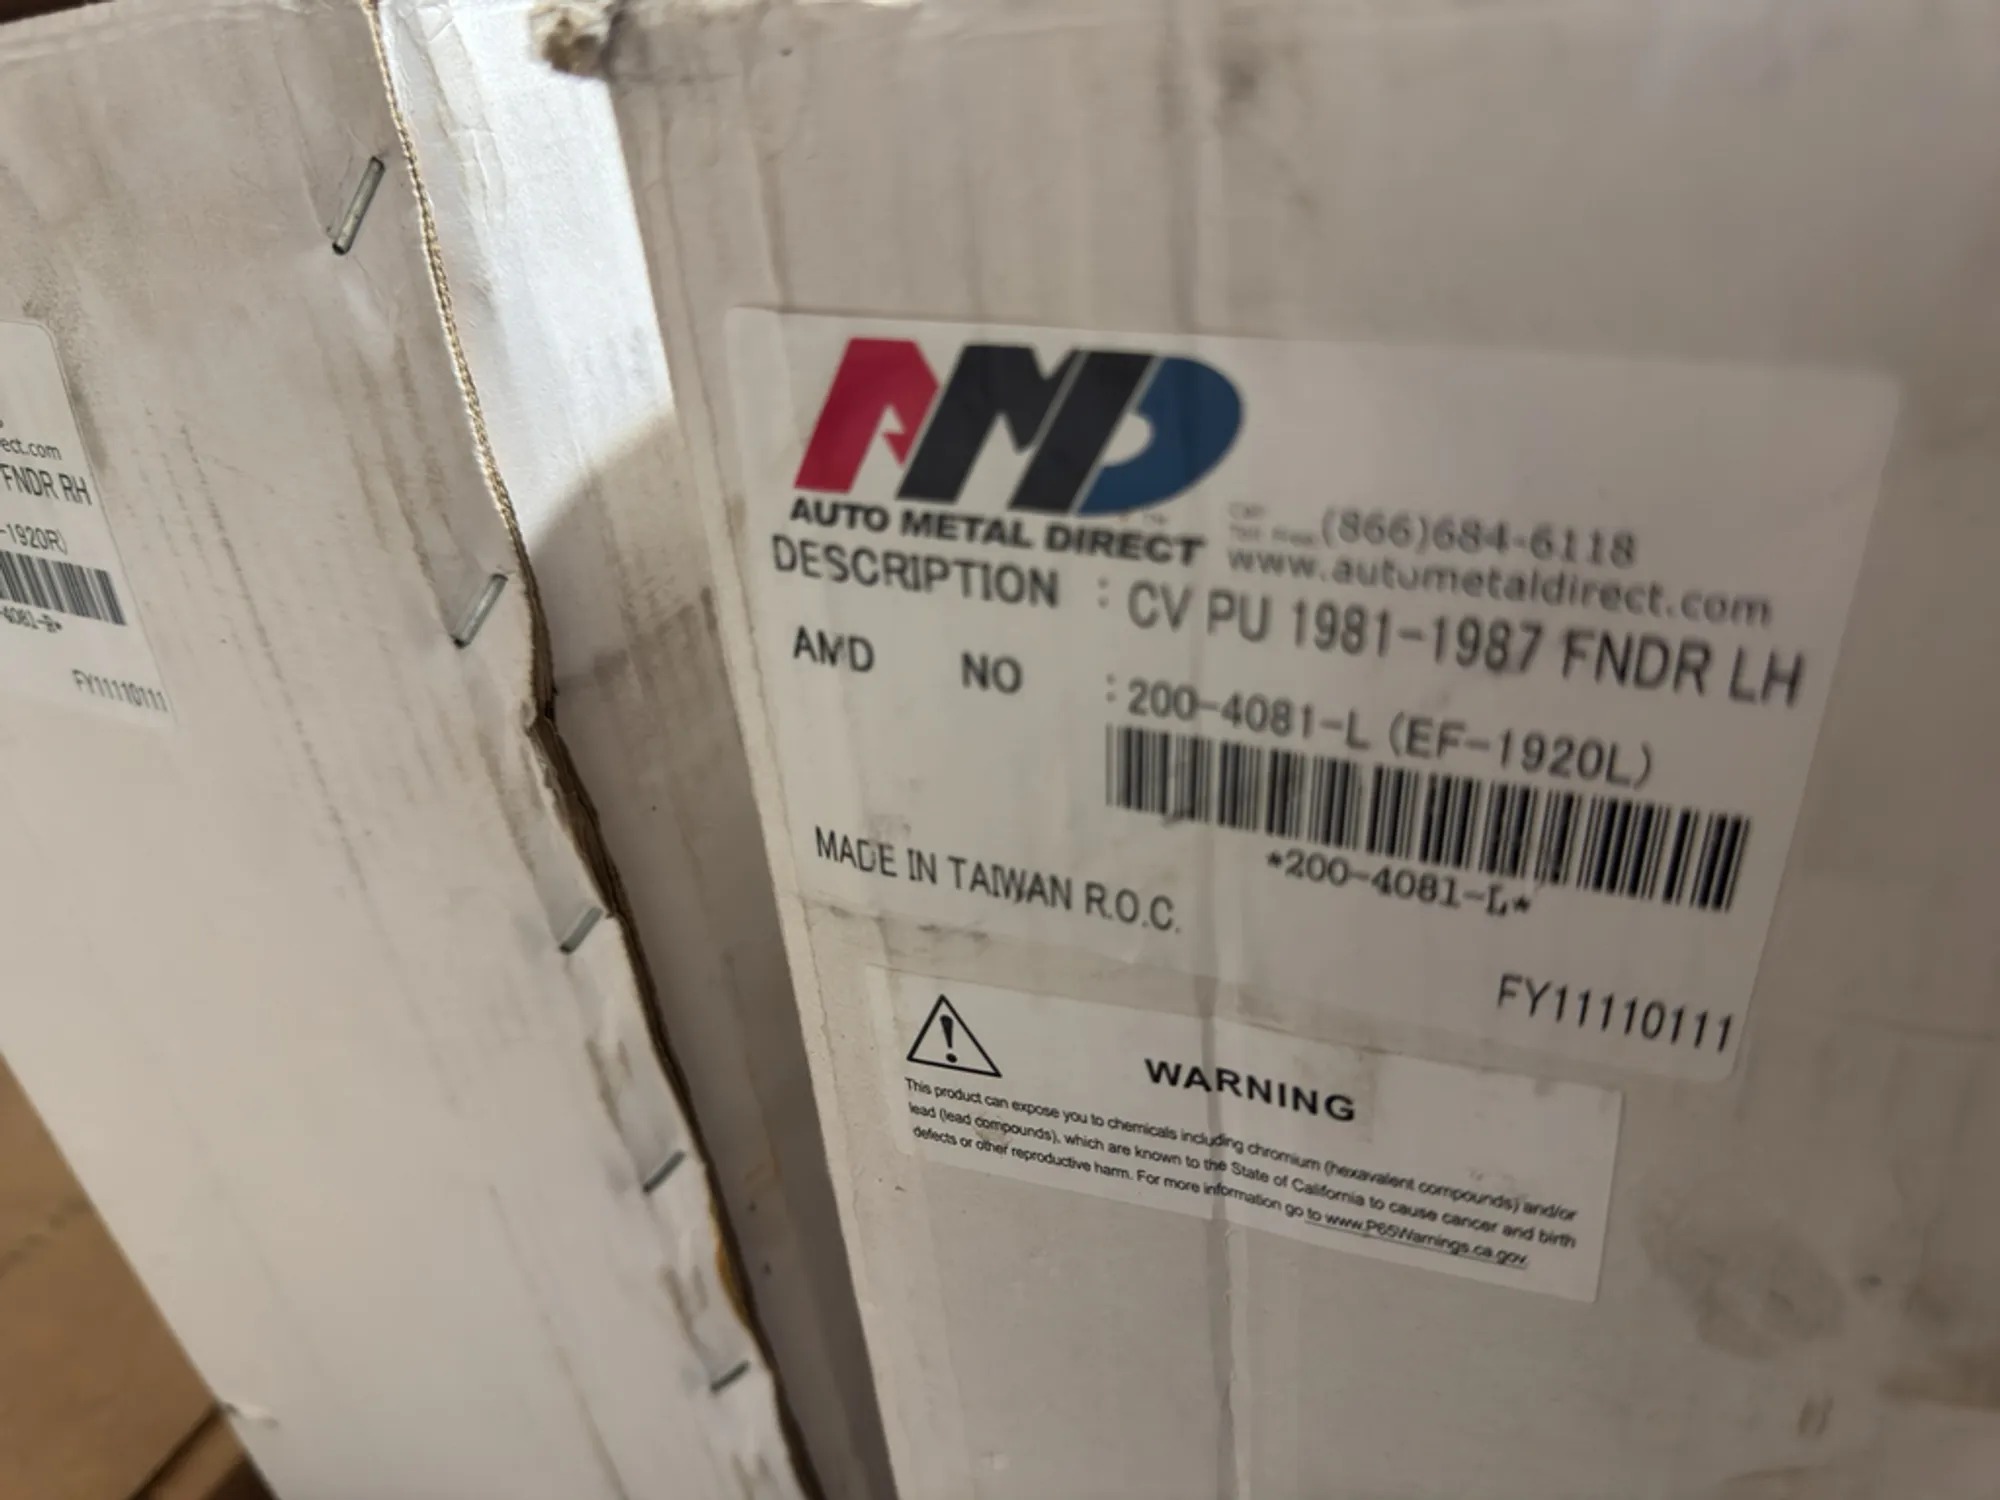 ect.com
FNDR RH
-1920R)
-4081-R*
FY11110111
AMD
AUTO METAL DIRECT
(866)684-6118
www.autometaldirect.com
DESCRIPTION : CV PU 1981-1987 FNDR LH
AMD NO : 200-4081-L (EF-1920L)
*200-4081-L*
MADE IN TAIWAN R.O.C.
FY11110111
WARNING
This product can expose you to chemicals including chromium (hexavalent compounds) and/or
lead (lead compounds), which are known to the State of California to cause cancer and birth
defects or other reproductive harm. For more information go to www.P65Warnings.ca.gov